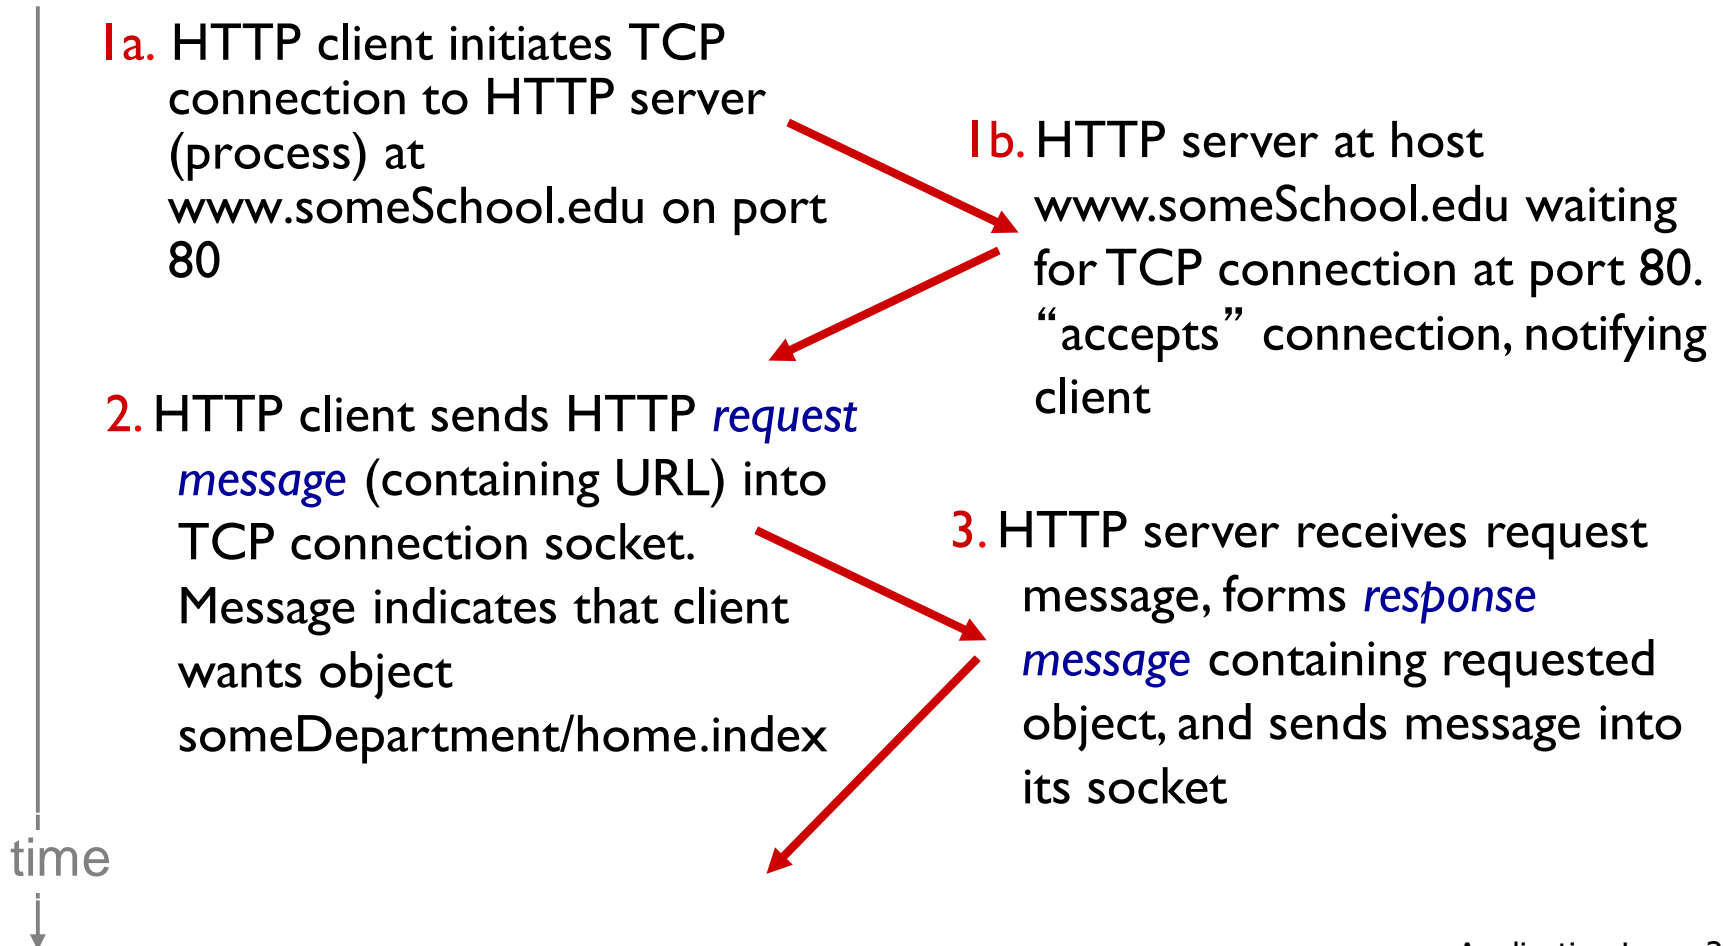 1a. HTTP client initiates TCP
connection to HTTP server
(process) at
www.someSchool.edu on port
80
1b. HTTP server at host
www.someSchool.edu waiting
for TCP connection at port 80.
“accepts” connection, notifying
client
2. HTTP client sends HTTP request
message (containing URL) into
TCP connection socket.
Message indicates that client
wants object
someDepartment/home.index
3. HTTP server receives request
message, forms response
message containing requested
object, and sends message into
its socket
time